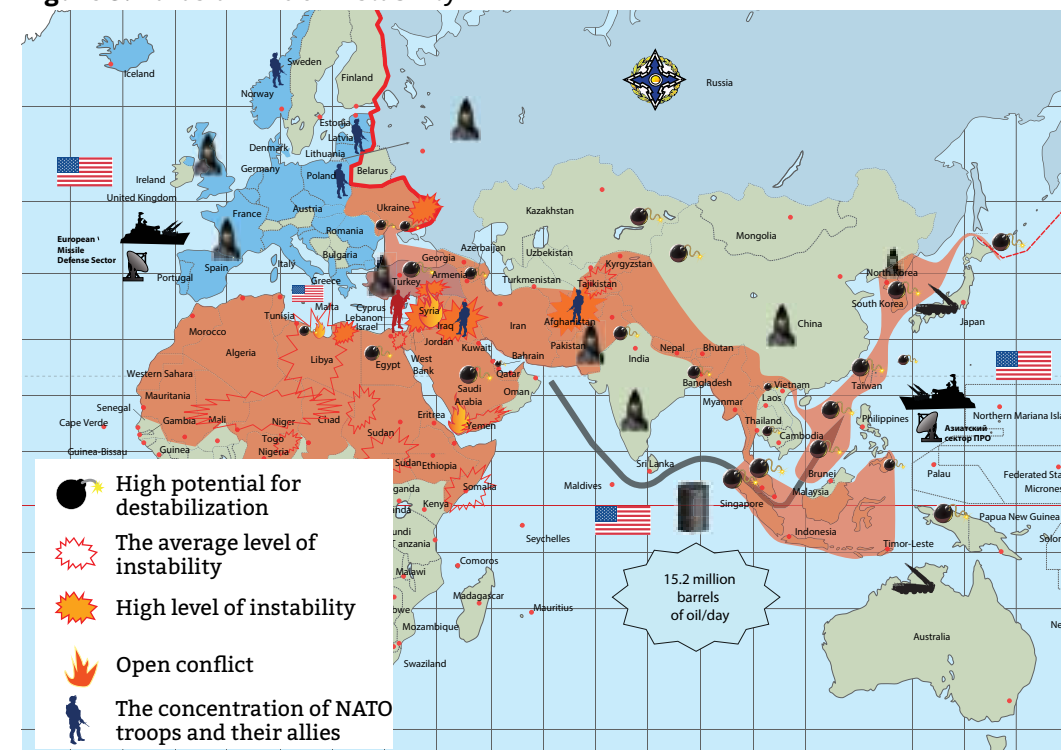 Iceland
Sweden
Finland
Norway
Russia
Estonia
Latvia
Denmark
Lithuania
Ireland
Germany
Poland
Belarus
United Kingdom
Ukraine
Kazakhstan
France
Austria
Romania
Mongolia
European
Missile
Defense Sector
Azerbaijan
Georgia
Uzbekistan
Bulgaria
Spain
Italy
Kyrgyzstan
Portugal
Greece
Turkey
Armenia
Turkmenistan
Tajikistan
North Korea
Malta
Cyprus
Syria
South Korea
Tunisia
Lebanon
Israel
Iraq
Iran
Afghanistan
China
Japan
Morocco
Jordan
Kuwait
Pakistan
Algeria
Libya
Egypt
West
Bank
Bahrain
India
Nepal
Bhutan
Western Sahara
Qatar
Saudi
Arabia
Oman
Bangladesh
Vietnam
Taiwan
Mauritania
Myanmar
Laos
Senegal
Cape Verde
Gambia
Mali
Niger
Chad
Eritrea
Yemen
Thailand
Philippines
Northern Mariana Isla
Азиатский
сектор ПРО
Togo
Sudan
Cambodia
Guinea-Bissau
Guinea
Nigeria
Sudan
Ethiopia
Sri Lanka
Brunei
Palau
Federated Sta
Micrones
Somalia
Maldives
Malaysia
ganda
Kenya
Singapore
Papua New Guinea
Seychelles
Indonesia
Timor-Leste
Comoros
Malawi
15.2 million
barrels
of oil/day
Madagascar
Mauritius
Mozambique
Australia
Swaziland
High potential for
destabilization
The average level of
instability
High level of instability
Open conflict
The concentration of NATO
troops and their allies